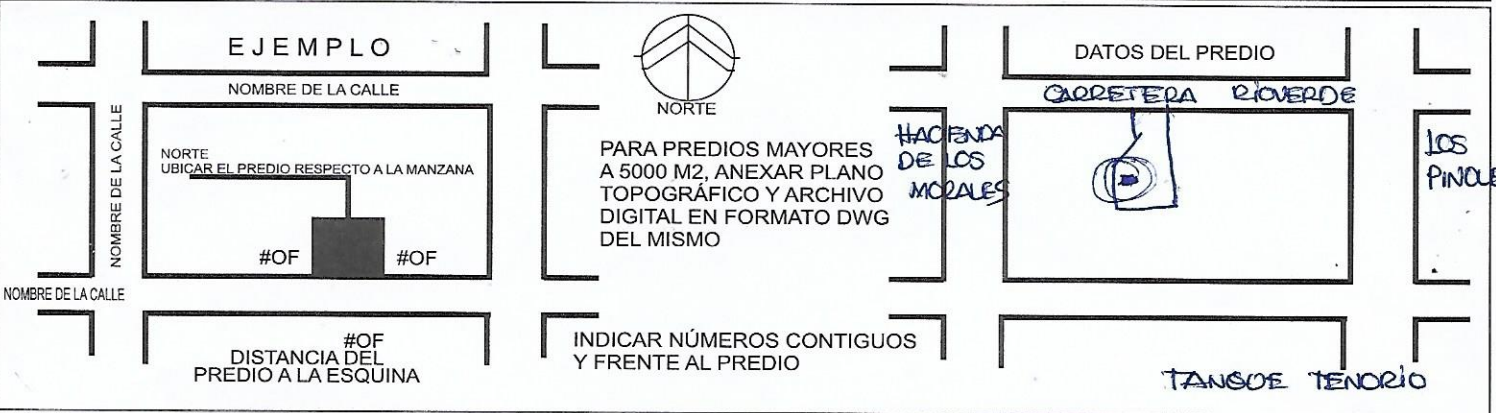 EJEMPLO
NOMBRE DE LA CALLE
NOMBRE DE LA CALLE
NORTE
UBICAR EL PREDIO RESPECTO A LA MANZANA
#OF
#OF
NOMBRE DE LA CALLE
#OF
DISTANCIA DEL
PREDIO A LA ESQUINA
NORTE
PARA PREDIOS MAYORES
A 5000 M2, ANEXAR PLANO
TOPOGRÁFICO Y ARCHIVO
DIGITAL EN FORMATO DWG
DEL MISMO
INDICAR NÚMEROS CONTIGUOS
Y FRENTE AL PREDIO
DATOS DEL PREDIO
CARRETERA RIOVERDE
HACIENDA
DE LOS
MORALES
LOS
PINOLE
TANQUE TENORIO